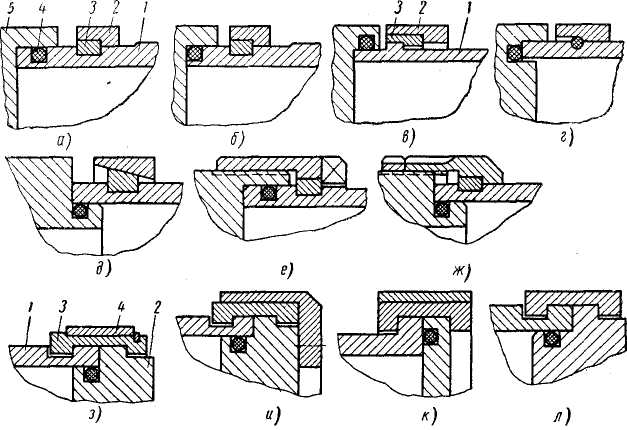 5 4 3 2 1 3 2 1
а) б) в) г)
д) е) ж)
1 3 4 2
з) и) к) л)